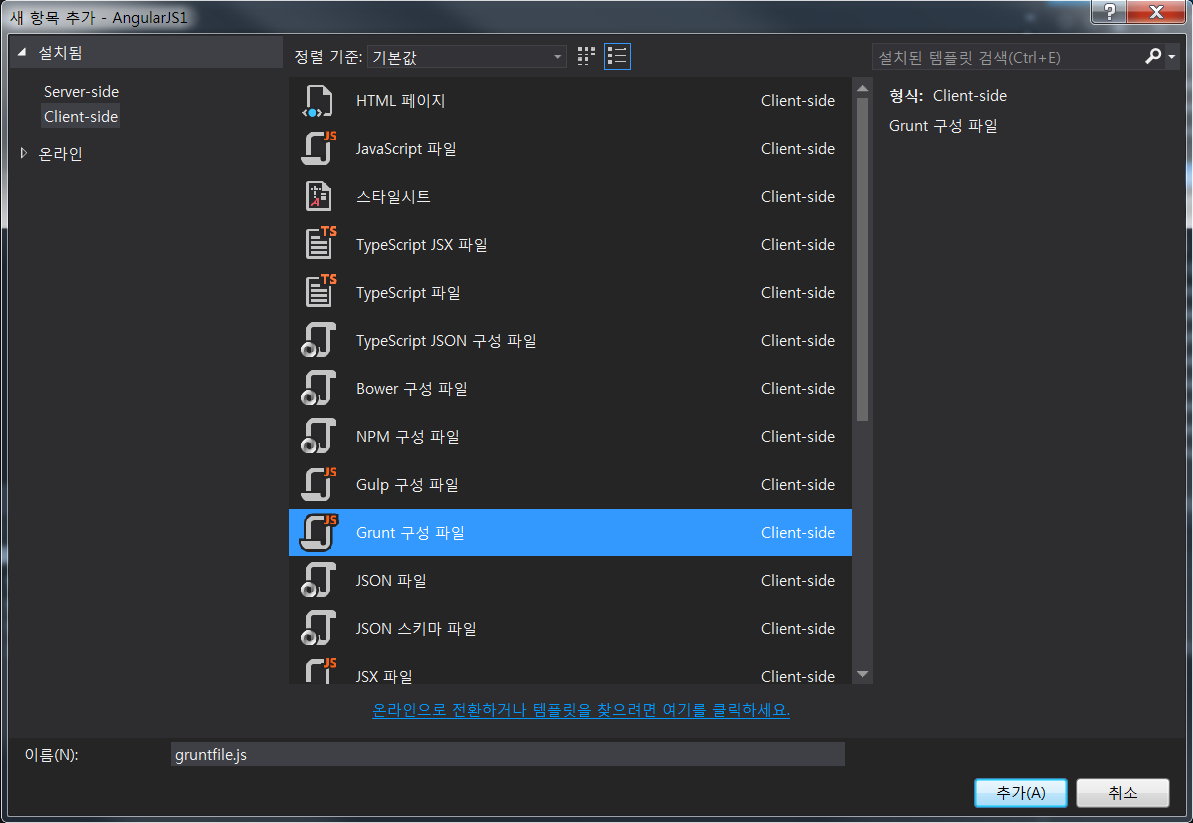 새 항목 추가 - AngularJS1
설치됨
Server-side
Client-side
온라인
정렬 기준: 기본값
설치된 템플릿 검색(Ctrl+E)
HTML 페이지 Client-side
JavaScript 파일 Client-side
스타일시트 Client-side
TypeScript JSX 파일 Client-side
TypeScript 파일 Client-side
TypeScript JSON 구성 파일 Client-side
Bower 구성 파일 Client-side
NPM 구성 파일 Client-side
Gulp 구성 파일 Client-side
Grunt 구성 파일 Client-side
JSON 파일 Client-side
JSON 스키마 파일 Client-side
JSX 파일 Client-side
형식: Client-side
Grunt 구성 파일
온라인으로 전환하거나 템플릿을 찾으려면 여기를 클릭하세요.
이름(N): gruntfile.js
추가(A) 취소